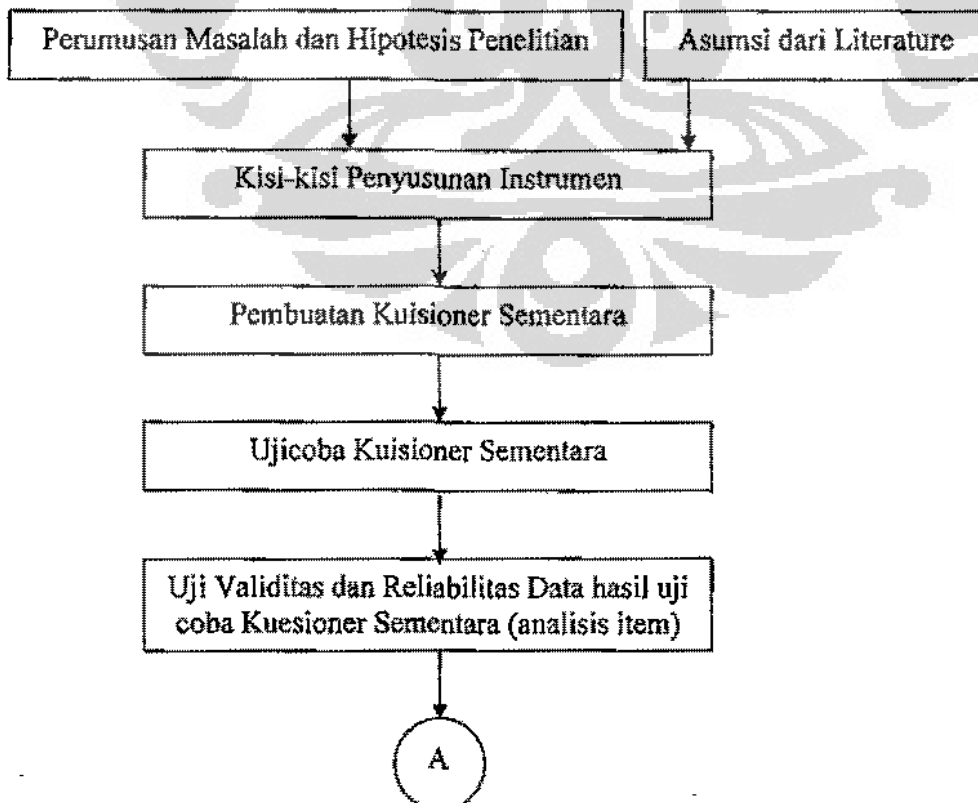 Perumusan Masalah dan Hipotesis Penelitian
Asumsi dari Literature
Kisi-kisi Penyusunan Instrumen
Pembuatan Kuisioner Sementara
Ujicoba Kuisioner Sementara
Uji Validitas dan Reliabilitas Data hasil uji
coba Kuesioner Sementara (analisis item)
A